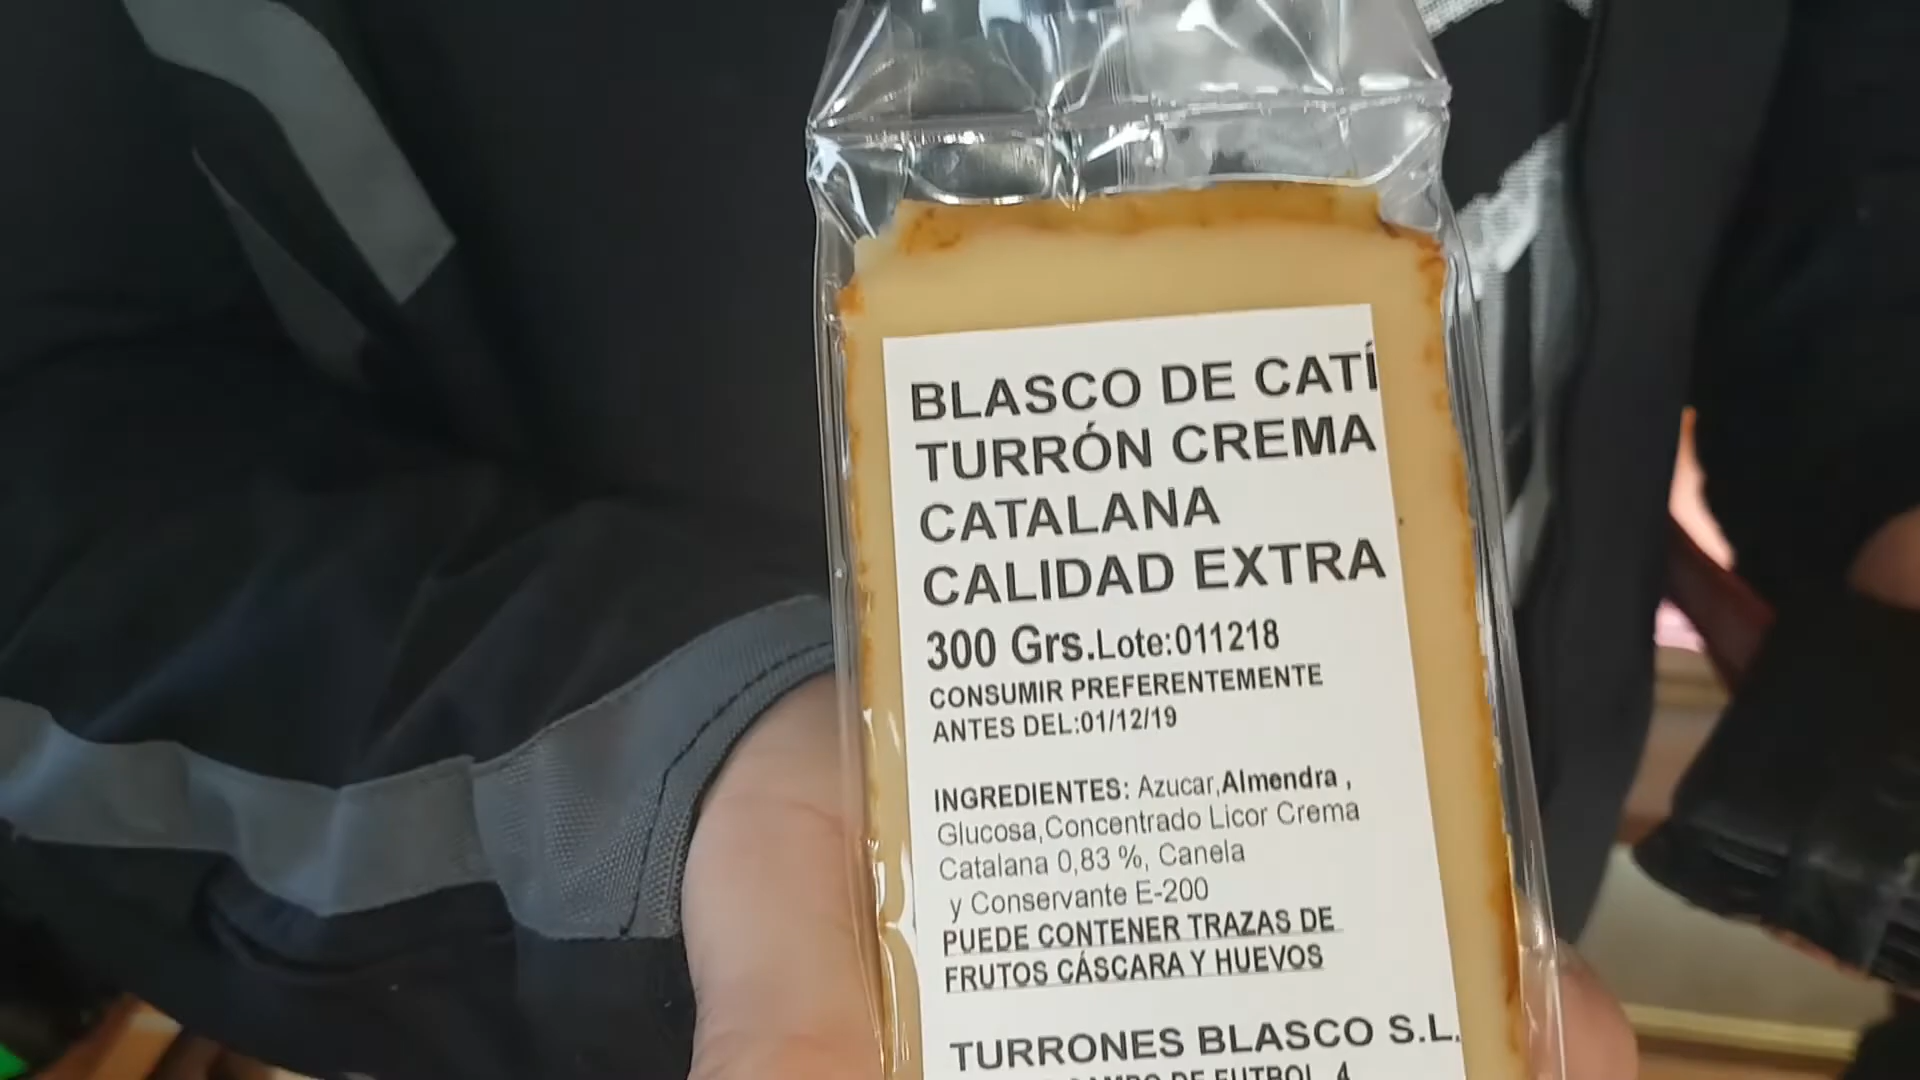 BLASCO DE CATÍ
TURRÓN CREMA
CATALANA
CALIDAD EXTRA
300 Grs.Lote:011218
CONSUMIR PREFERENTEMENTE
ANTES DEL:01/12/19
INGREDIENTES: Azucar,Almendra ,
Glucosa,Concentrado Licor Crema
Catalana 0,83 %, Canela
y Conservante E-200
PUEDE CONTENER TRAZAS DE
FRUTOS CÁSCARA Y HUEVOS
TURRONES BLASCO S.L.
CAMPO DE FUTBOL, 4